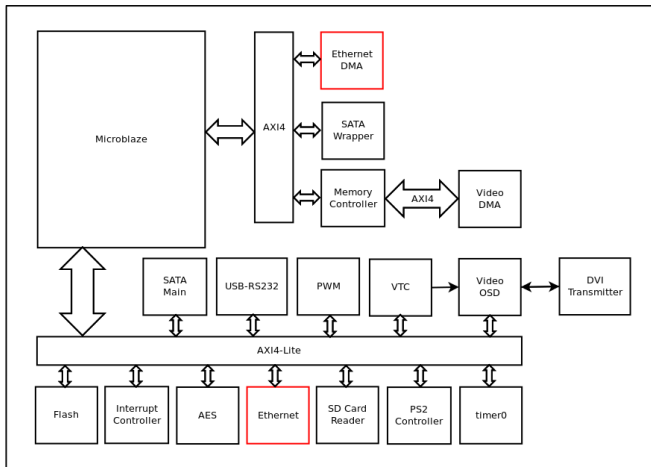 Ethernet
DMA
AXI4
Microblaze
SATA
Wrapper
Memory
Controller
AXI4
Video
DMA
SATA
Main
USB-RS232
PWM
VTC
Video
OSD
DVI
Transmitter
AXI4-Lite
Flash
Interrupt
Controller
AES
Ethernet
SD Card
Reader
PS2
Controller
timer0